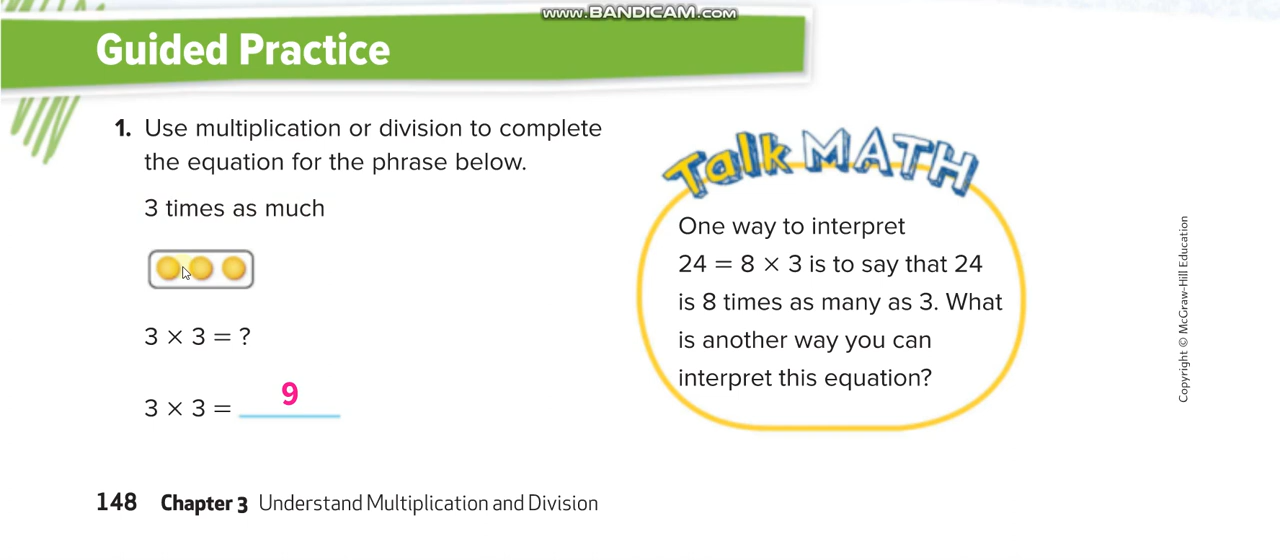 www.BANDICAM.com
Guided Practice
1. Use multiplication or division to complete
the equation for the phrase below.
3 times as much
3 × 3 = ?
3 × 3 = 9
Talk MATH
One way to interpret
24 = 8 × 3 is to say that 24
is 8 times as many as 3. What
is another way you can
interpret this equation?
Copyright © McGraw-Hill Education
148 Chapter 3 Understand Multiplication and Division